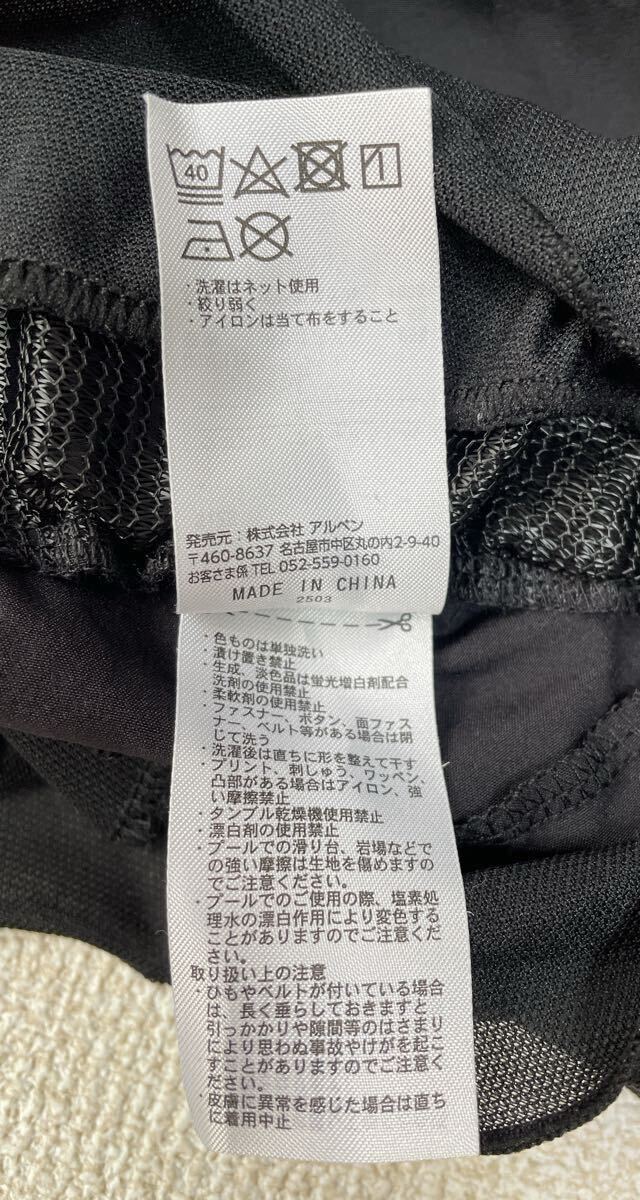 40
・洗濯はネット使用
・絞り弱く
・アイロンは当て布をすること
発売元：株式会社 アルペン
〒460-8637 名古屋市中区丸の内2-9-40
お客さま係 TEL 052-559-0160
MADE IN CHINA
2503
・色ものは単独洗い
・漬け置き禁止
・生成、淡色品は蛍光増白剤配合
洗剤の使用禁止
・柔軟剤の使用禁止
・ファスナー、ボタン、面ファス
ナー、ベルト等がある場合は閉
じて洗う
・洗濯後は直ちに形を整えて干す
・プリント、刺しゅう、ワッペン、
凸部がある場合はアイロン、強
い摩擦禁止
・タンブル乾燥機使用禁止
・漂白剤の使用禁止
・プールでの滑り台、岩場などで
の強い摩擦は生地を傷めますの
でご注意ください。
・プールでのご使用の際、塩素処
理水の漂白作用により変色する
ことがありますのでご注意くだ
さい。
取り扱い上の注意
・ひもやベルトが付いている場合
は、長く垂らしておきますと
引っかかりや隙間等のはさまり
により思わぬ事故やけがを起こ
すことがありますのでご注意く
ださい。
・皮膚に異常を感じた場合は直ち
に着用中止